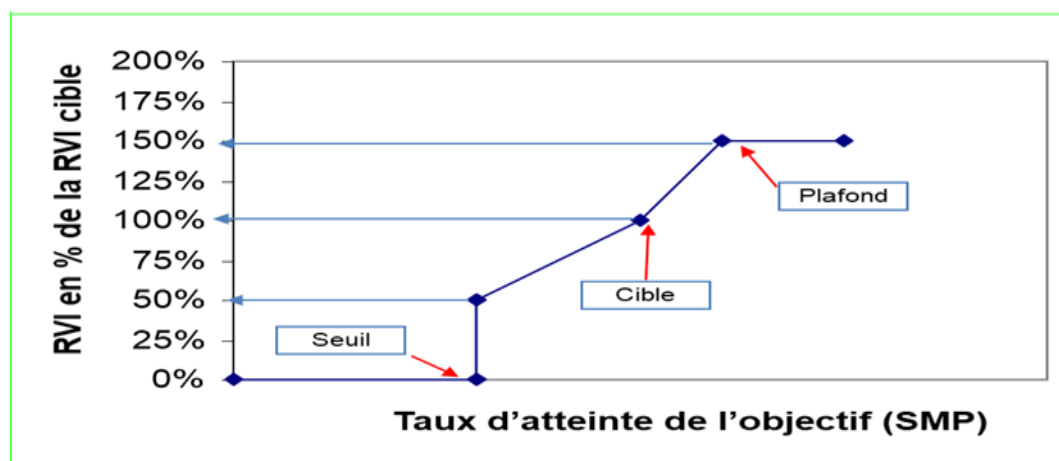 RVI en % de la RVI cible
200%
175%
150%
125%
100%
75%
50%
25%
0%
Plafond
Cible
Seuil
Taux d’atteinte de l’objectif (SMP)